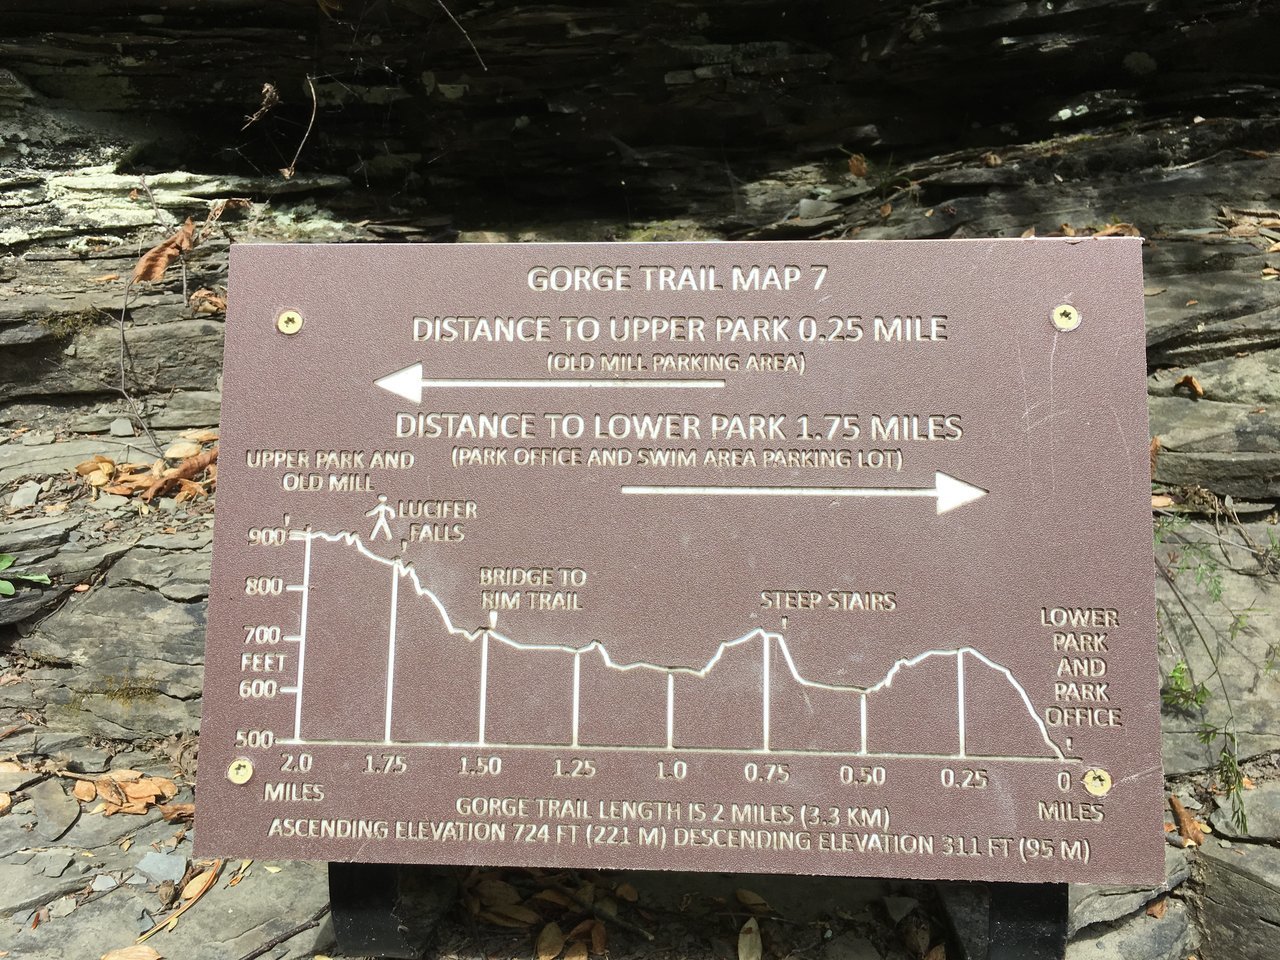 GORGE TRAIL MAP 7
DISTANCE TO UPPER PARK 0.25 MILE
(OLD MILL PARKING AREA)
DISTANCE TO LOWER PARK 1.75 MILES
(PARK OFFICE AND SWIM AREA PARKING LOT)
UPPER PARK AND
OLD MILL
LUCIFER
FALLS
BRIDGE TO
RIM TRAIL
STEEP STAIRS
LOWER
PARK
AND
PARK
OFFICE
900
800
700
FEET
600
500
2.0 1.75 1.50 1.25 1.0 0.75 0.50 0.25 0
MILES MILES
GORGE TRAIL LENGTH IS 2 MILES (3.3 KM)
ASCENDING ELEVATION 724 FT (221 M) DESCENDING ELEVATION 311 FT (95 M)